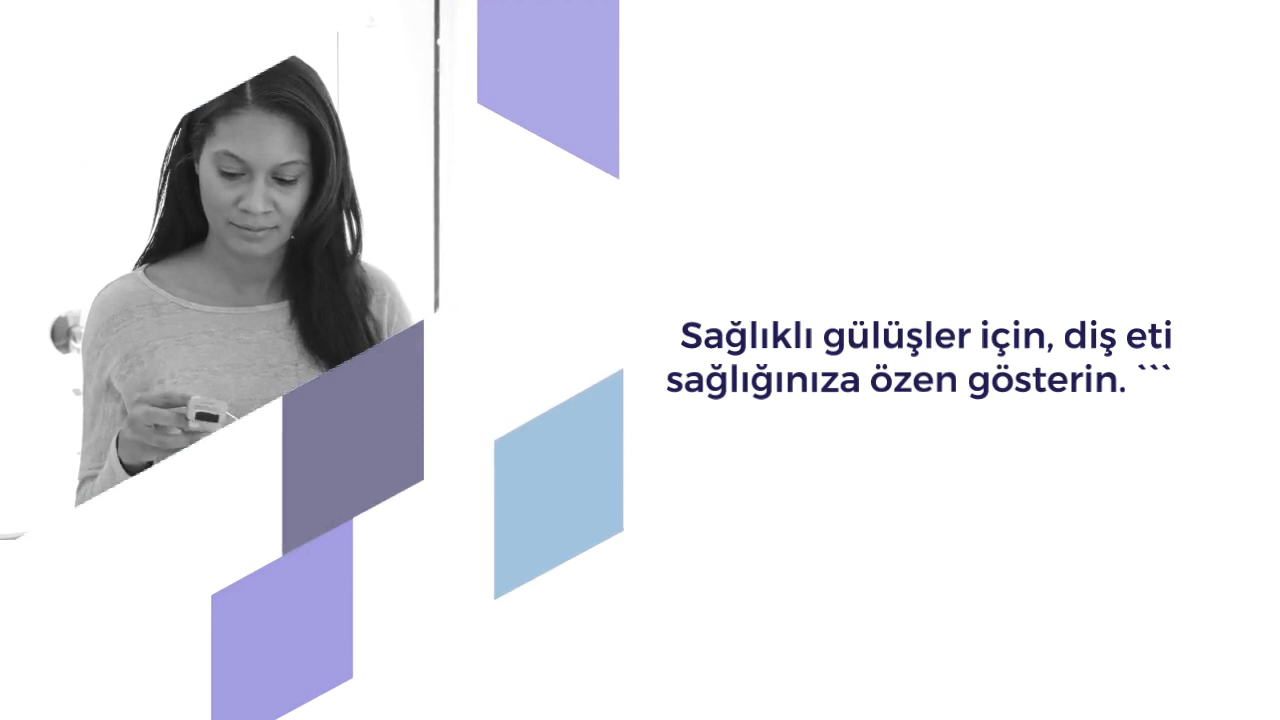 Sağlıklı gülüşler için, diş eti
sağlığınıza özen gösterin. ```